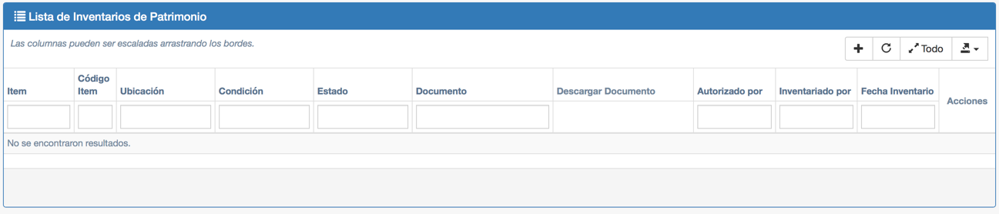 Lista de Inventarios de Patrimonio
Las columnas pueden ser escaladas arrastrando los bordes.
Todo
Item
Código Item
Ubicación
Condición
Estado
Documento
Descargar Documento
Autorizado por
Inventariado por
Fecha Inventario
Acciones
No se encontraron resultados.